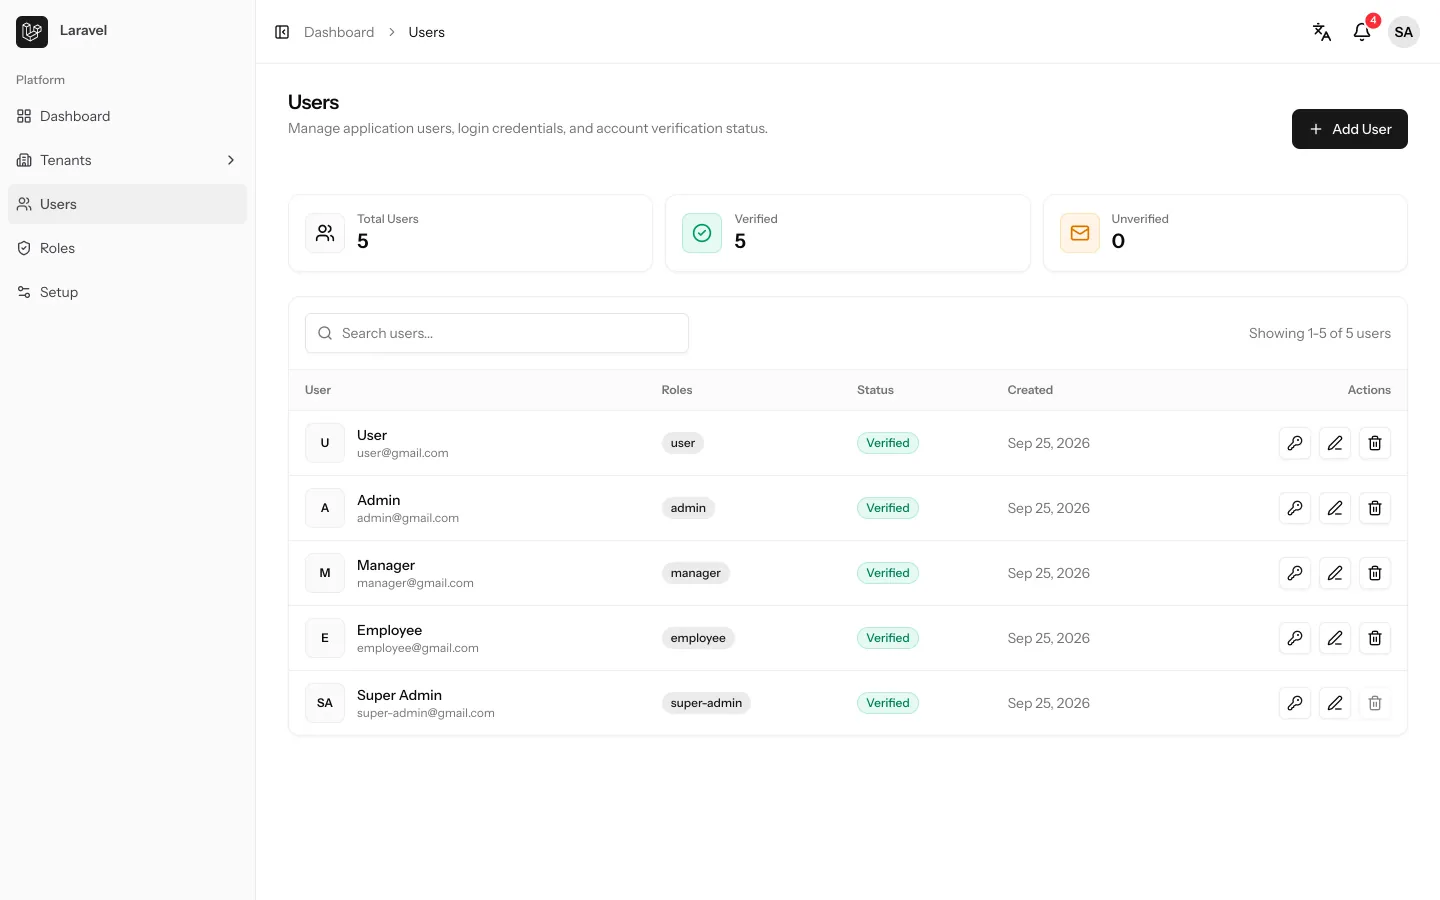 Laravel
Platform
Dashboard
Tenants
Users
Roles
Setup
Dashboard > Users
4
SA
Users
Manage application users, login credentials, and account verification status.
+ Add User
Total Users
5
Verified
5
Unverified
0
Search users...
Showing 1-5 of 5 users
User Roles Status Created Actions
U
User
user@gmail.com
user Verified Sep 25, 2026
A
Admin
admin@gmail.com
admin Verified Sep 25, 2026
M
Manager
manager@gmail.com
manager Verified Sep 25, 2026
E
Employee
employee@gmail.com
employee Verified Sep 25, 2026
SA
Super Admin
super-admin@gmail.com
super-admin Verified Sep 25, 2026